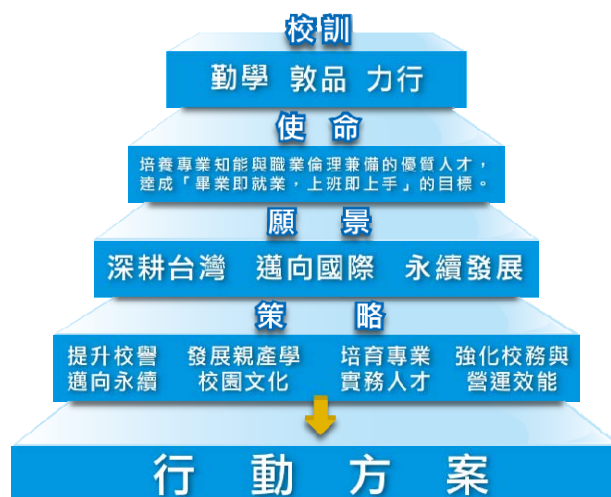 校訓
勤學 敦品 力行
使命
培養專業知能與職業倫理兼備的優質人才，
達成「畢業即就業，上班即上手」的目標。
願景
深耕台灣 邁向國際 永續發展
策略
提升校譽 發展親產學 培育專業 強化校務與
邁向永續 校園文化 實務人才 營運效能
行動方案